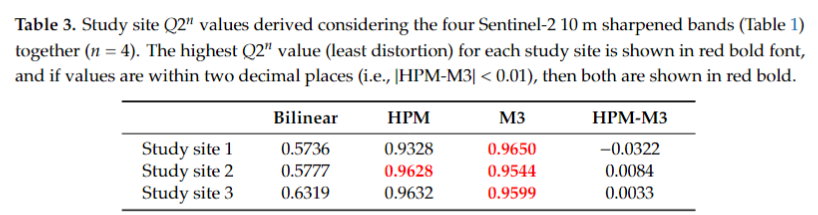 Table 3. Study site Q2ⁿ values derived considering the four Sentinel-2 10 m sharpened bands (Table 1)
together (n = 4). The highest Q2ⁿ value (least distortion) for each study site is shown in red bold font,
and if values are within two decimal places (i.e., |HPM-M3| < 0.01), then both are shown in red bold.
Bilinear HPM M3 HPM-M3
Study site 1 0.5736 0.9328 0.9650 −0.0322
Study site 2 0.5777 0.9628 0.9544 0.0084
Study site 3 0.6319 0.9632 0.9599 0.0033